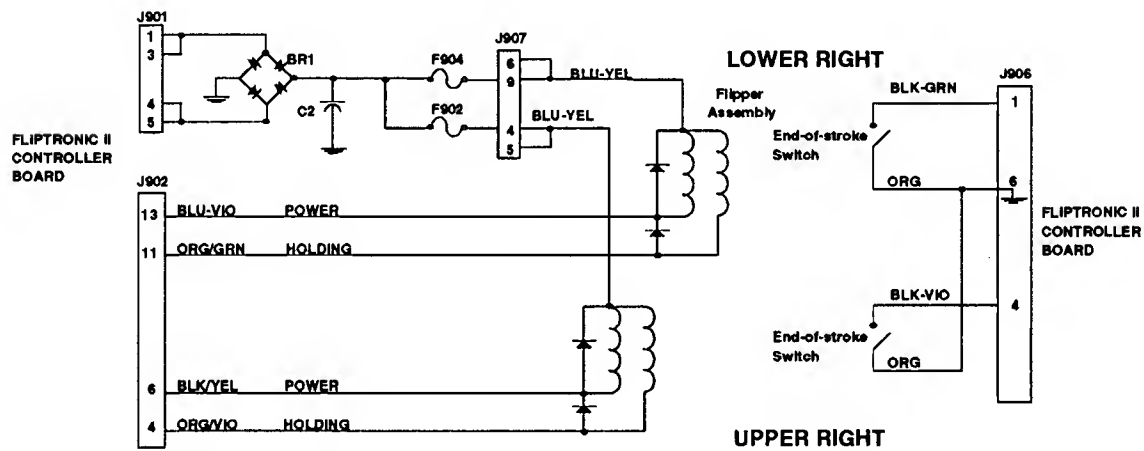 J901
1
3
4
5
BR1
C2
F904
F902
J907
6
9
4
5
BLU-YEL
BLU-YEL
LOWER RIGHT
Flipper
Assembly
J906
BLK-GRN
1
End-of-stroke
Switch
ORG
6
FLIPTRONIC II
CONTROLLER
BOARD
FLIPTRONIC II
CONTROLLER
BOARD
J902
13
BLU-VIO
POWER
11
ORG/GRN
HOLDING
BLK-VIO
4
End-of-stroke
Switch
ORG
6
BLK/YEL
POWER
4
ORG/VIO
HOLDING
UPPER RIGHT